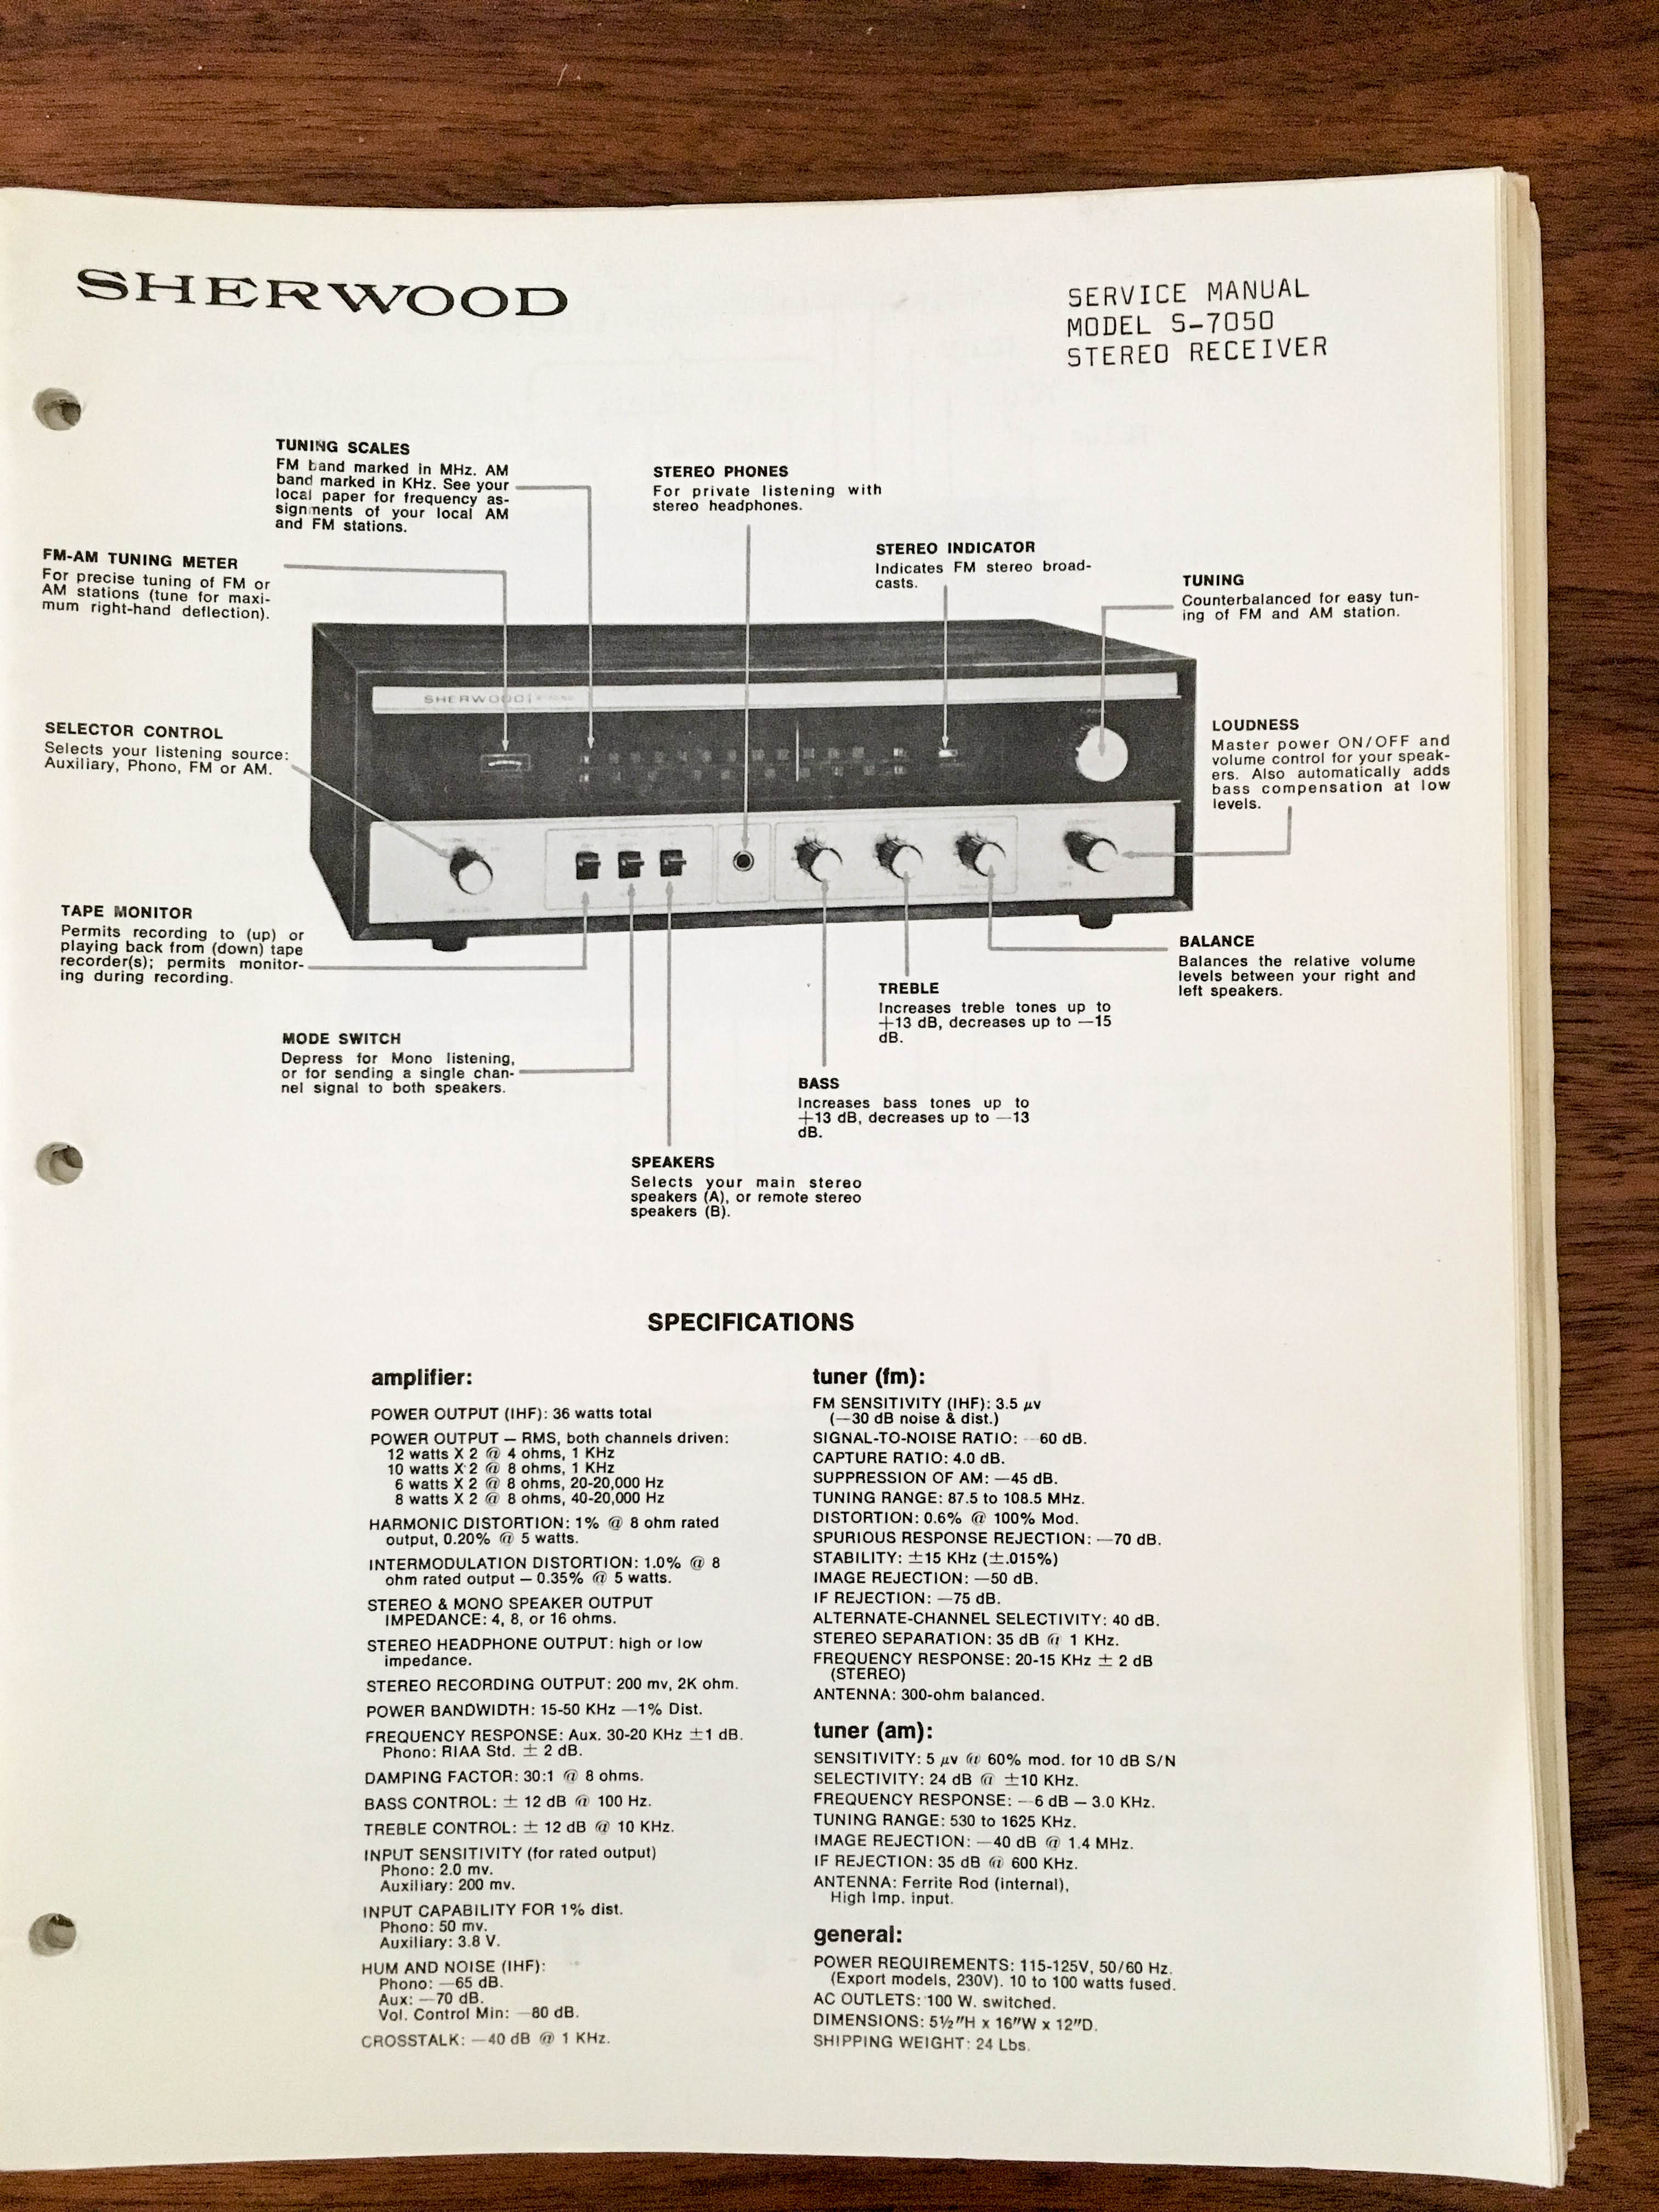 SHERWOOD
SERVICE MANUAL
MODEL S-7050
STEREO RECEIVER
TUNING SCALES
FM band marked in MHz. AM
band marked in KHz. See your
local paper for frequency as-
signments of your local AM
and FM stations.
STEREO PHONES
For private listening with
stereo headphones.
FM-AM TUNING METER
For precise tuning of FM or
AM stations (tune for maxi-
mum right-hand deflection).
STEREO INDICATOR
Indicates FM stereo broad-
casts.
TUNING
Counterbalanced for easy tun-
ing of FM and AM station.
SHERWOOD
SELECTOR CONTROL
Selects your listening source:
Auxiliary, Phono, FM or AM.
LOUDNESS
Master power ON/OFF and
volume control for your speak-
ers. Also automatically adds
bass compensation at low
levels.
TAPE MONITOR
Permits recording to (up) or
playing back from (down) tape
recorder(s); permits monitor-
ing during recording.
BALANCE
Balances the relative volume
levels between your right and
left speakers.
TREBLE
Increases treble tones up to
+13 dB, decreases up to —15
dB.
MODE SWITCH
Depress for Mono listening,
or for sending a single chan-
nel signal to both speakers.
BASS
Increases bass tones up to
+13 dB, decreases up to —13
dB.
SPEAKERS
Selects your main stereo
speakers (A), or remote stereo
speakers (B).
SPECIFICATIONS
amplifier:
POWER OUTPUT (IHF): 36 watts total
POWER OUTPUT — RMS, both channels driven:
12 watts X 2 @ 4 ohms, 1 KHz
10 watts X 2 @ 8 ohms, 1 KHz
6 watts X 2 @ 8 ohms, 20-20,000 Hz
8 watts X 2 @ 8 ohms, 40-20,000 Hz
HARMONIC DISTORTION: 1% @ 8 ohm rated
output, 0.20% @ 5 watts.
INTERMODULATION DISTORTION: 1.0% @ 8
ohm rated output — 0.35% @ 5 watts.
STEREO & MONO SPEAKER OUTPUT
IMPEDANCE: 4, 8, or 16 ohms.
STEREO HEADPHONE OUTPUT: high or low
impedance.
STEREO RECORDING OUTPUT: 200 mv, 2K ohm.
POWER BANDWIDTH: 15-50 KHz —1% Dist.
FREQUENCY RESPONSE: Aux. 30-20 KHz ±1 dB.
Phono: RIAA Std. ± 2 dB.
DAMPING FACTOR: 30:1 @ 8 ohms.
BASS CONTROL: ± 12 dB @ 100 Hz.
TREBLE CONTROL: ± 12 dB @ 10 KHz.
INPUT SENSITIVITY (for rated output)
Phono: 2.0 mv.
Auxiliary: 200 mv.
INPUT CAPABILITY FOR 1% dist.
Phono: 50 mv.
Auxiliary: 3.8 V.
HUM AND NOISE (IHF):
Phono: —65 dB.
Aux: —70 dB.
Vol. Control Min: —80 dB.
CROSSTALK: —40 dB @ 1 KHz.
tuner (fm):
FM SENSITIVITY (IHF): 3.5 μv
(—30 dB noise & dist.)
SIGNAL-TO-NOISE RATIO: —60 dB.
CAPTURE RATIO: 4.0 dB.
SUPPRESSION OF AM: —45 dB.
TUNING RANGE: 87.5 to 108.5 MHz.
DISTORTION: 0.6% @ 100% Mod.
SPURIOUS RESPONSE REJECTION: —70 dB.
STABILITY: ±15 KHz (±.015%)
IMAGE REJECTION: —50 dB.
IF REJECTION: —75 dB.
ALTERNATE-CHANNEL SELECTIVITY: 40 dB.
STEREO SEPARATION: 35 dB @ 1 KHz.
FREQUENCY RESPONSE: 20-15 KHz ± 2 dB
(STEREO)
ANTENNA: 300-ohm balanced.
tuner (am):
SENSITIVITY: 5 μv @ 60% mod. for 10 dB S/N
SELECTIVITY: 24 dB @ ±10 KHz.
FREQUENCY RESPONSE: —6 dB — 3.0 KHz.
TUNING RANGE: 530 to 1625 KHz.
IMAGE REJECTION: —40 dB @ 1.4 MHz.
IF REJECTION: 35 dB @ 600 KHz.
ANTENNA: Ferrite Rod (internal),
High Imp. input.
general:
POWER REQUIREMENTS: 115-125V, 50/60 Hz.
(Export models, 230V). 10 to 100 watts fused.
AC OUTLETS: 100 W. switched.
DIMENSIONS: 5½"H x 16"W x 12"D.
SHIPPING WEIGHT: 24 Lbs.